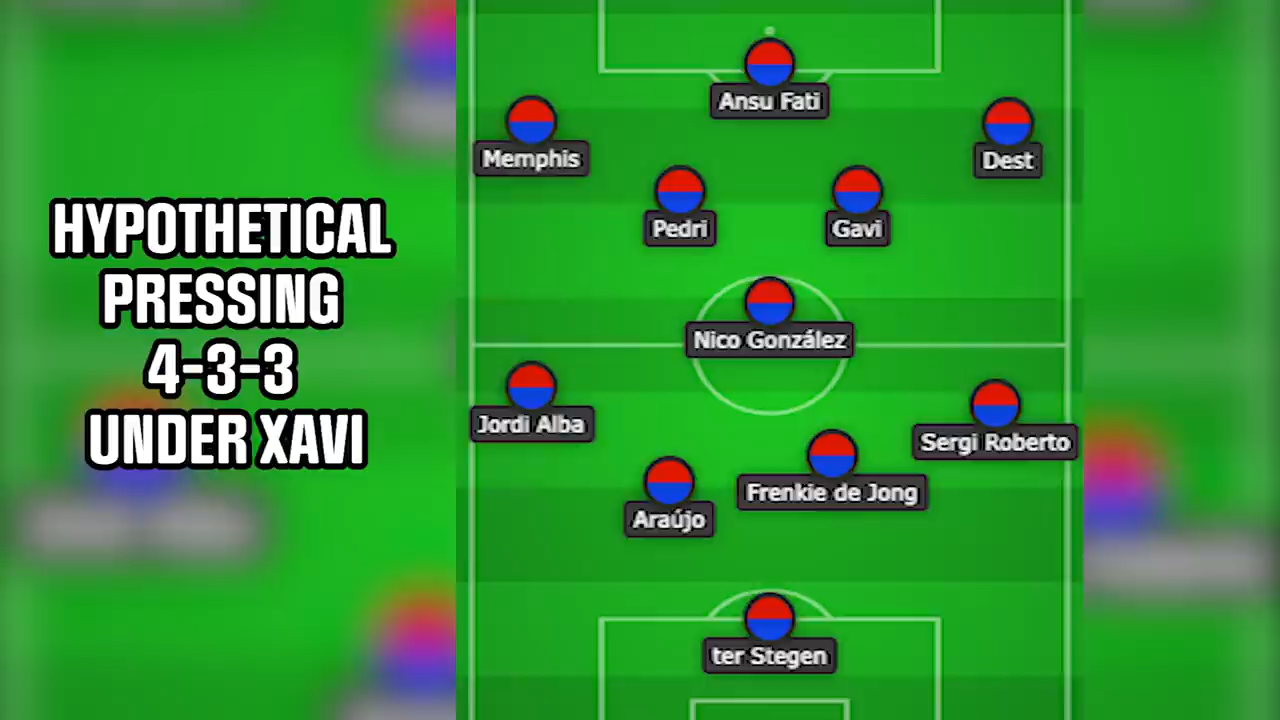 HYPOTHETICAL
PRESSING
4-3-3
UNDER XAVI
Ansu Fati
Memphis
Dest
Pedri
Gavi
Nico González
Jordi Alba
Sergi Roberto
Frenkie de Jong
Araújo
ter Stegen